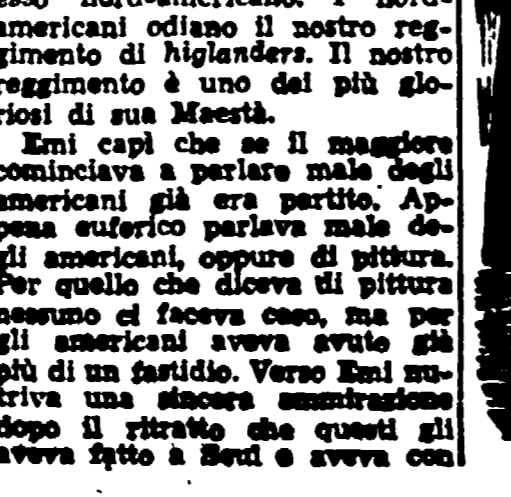 esso nord-americano. I nord-
americani odiano il nostro reg-
gimento di higlanders. Il nostro
reggimento è uno dei più glo-
riosi di sua Maestà.
Emi capì che se il maggiore
cominciava a parlare male degli
americani già era partito. Ap-
pena euforico parlava male de-
gli americani, oppure di pittura.
Per quello che diceva di pittura
nessuno ci faceva caso, ma per
gli americani aveva avuto già
più di un fastidio. Verso Emi nu-
triva una sincera ammirazione
dopo il ritratto che questi gli
aveva fatto a Seul e aveva con